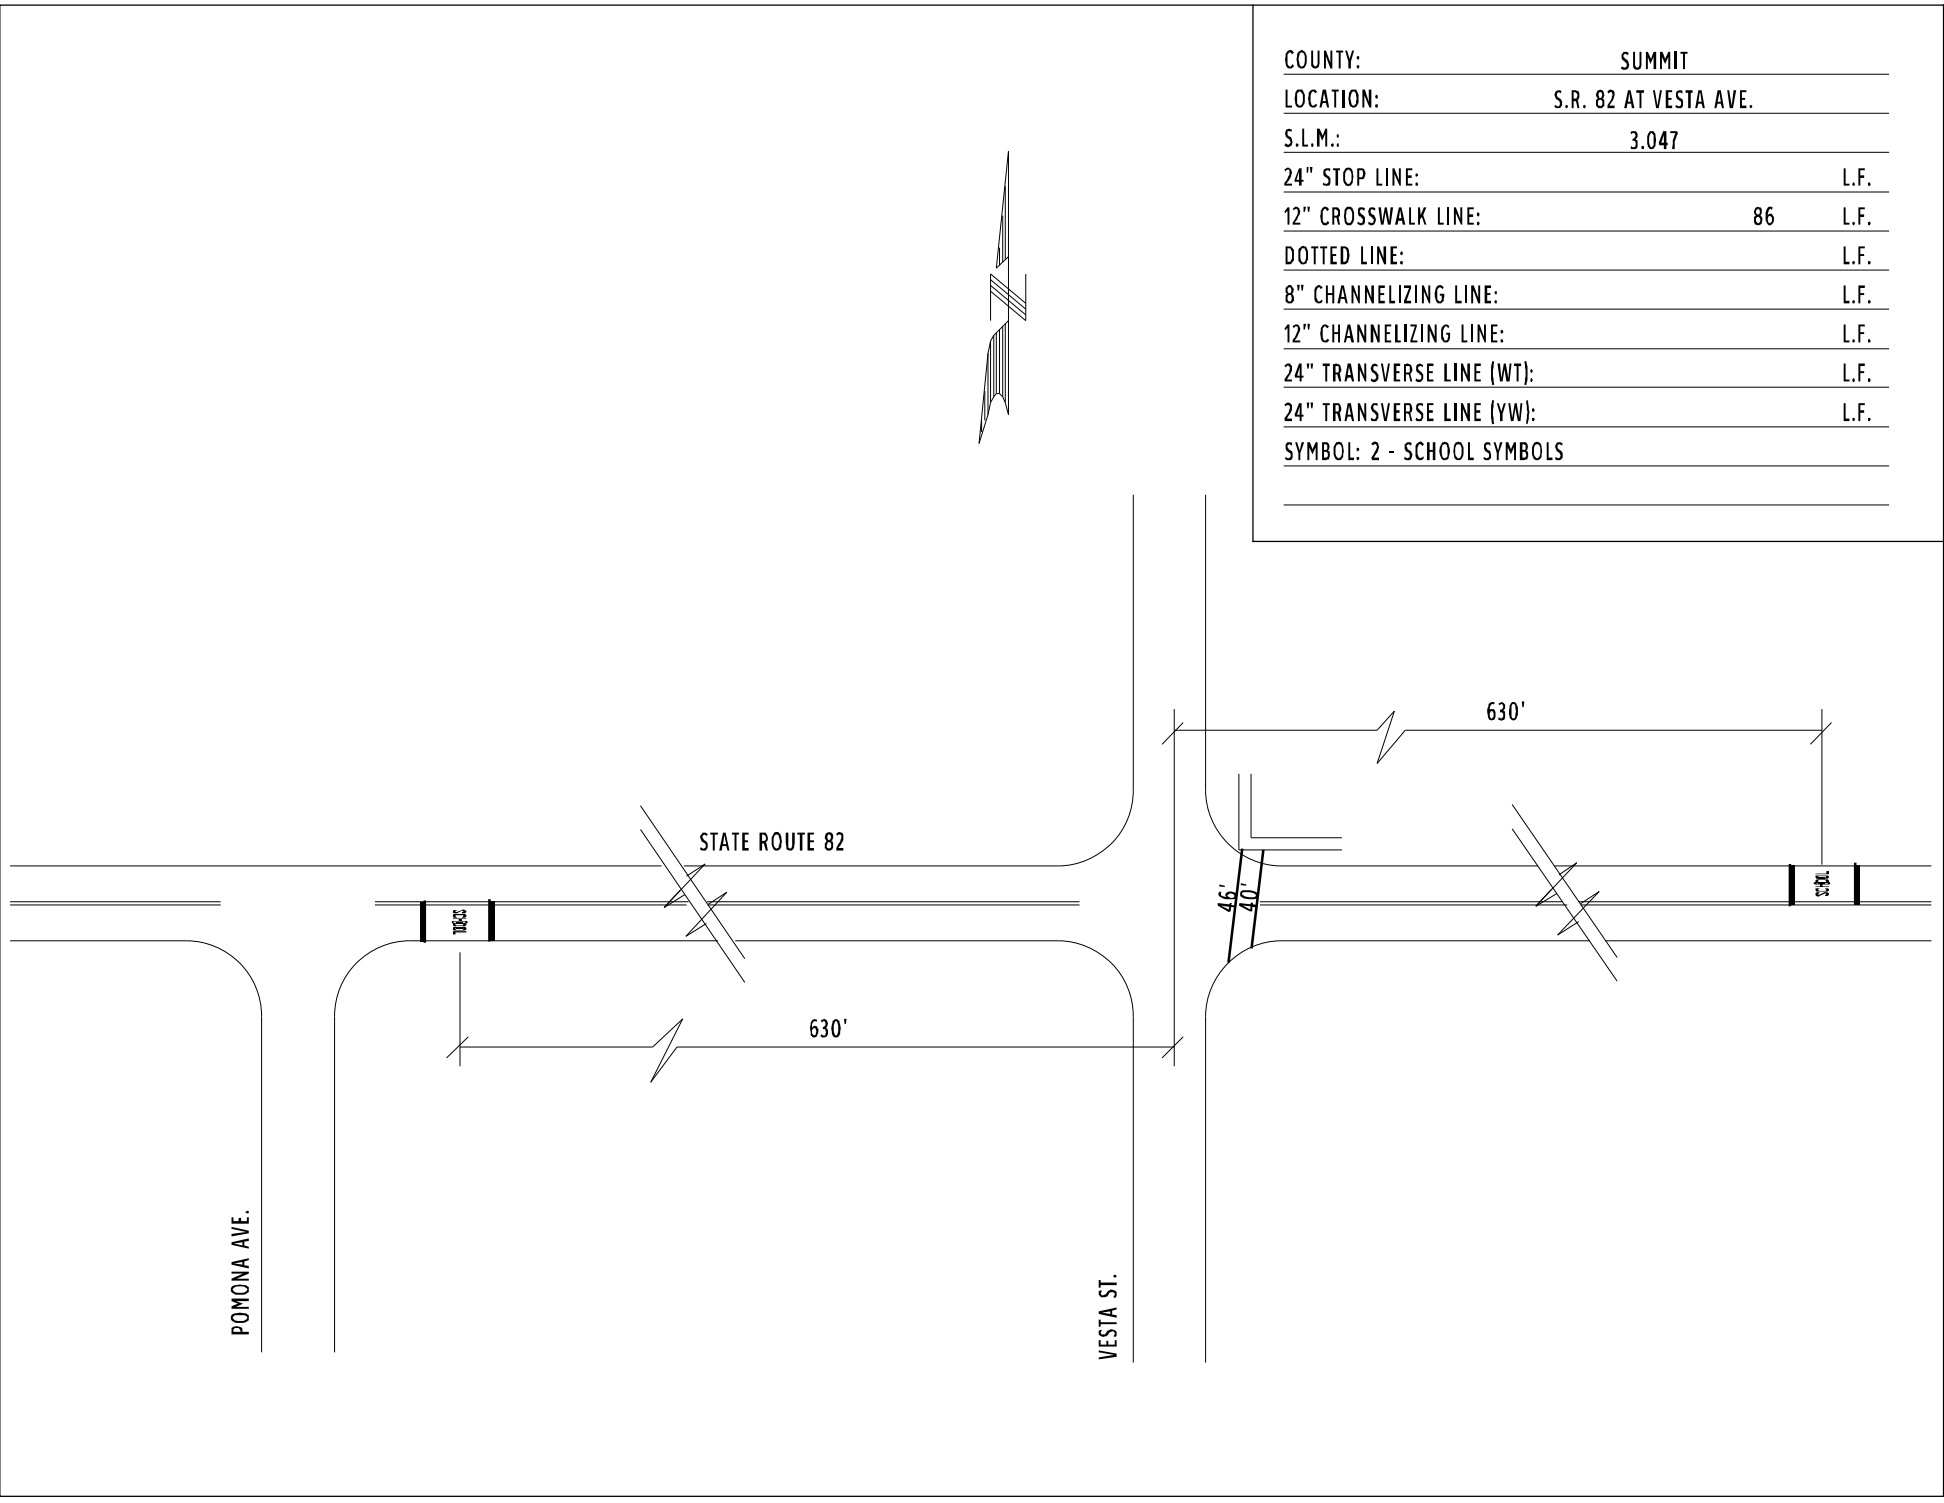 COUNTY: SUMMIT
LOCATION: S.R. 82 AT VESTA AVE.
S.L.M.: 3.047
24" STOP LINE: L.F.
12" CROSSWALK LINE: 86 L.F.
DOTTED LINE: L.F.
8" CHANNELIZING LINE: L.F.
12" CHANNELIZING LINE: L.F.
24" TRANSVERSE LINE (WT): L.F.
24" TRANSVERSE LINE (YW): L.F.
SYMBOL: 2 - SCHOOL SYMBOLS
N
630'
STATE ROUTE 82
46'
40'
SCHOOL
SCHOOL
630'
POMONA AVE.
VESTA ST.